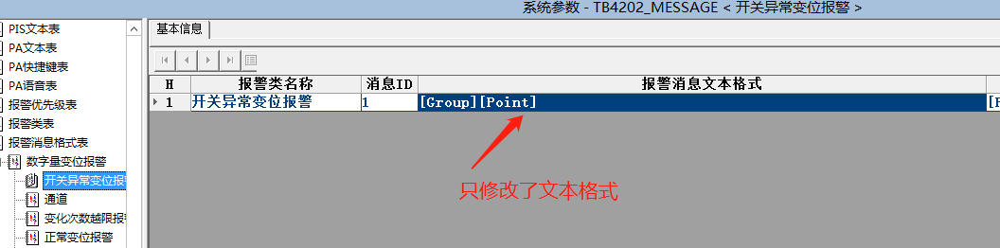 系统参数 - TB4202_MESSAGE < 开关异常变位报警 >
PIS文本表
PA文本表
PA快捷键表
PA语音表
报警优先级表
报警类表
报警消息格式表
数字量变位报警
开关异常变位报
通道
变化次数越限报
正常变位报警
基本信息
H 报警类名称 消息ID 报警消息文本格式
1 开关异常变位报警 1 [Group][Point]
只修改了文本格式